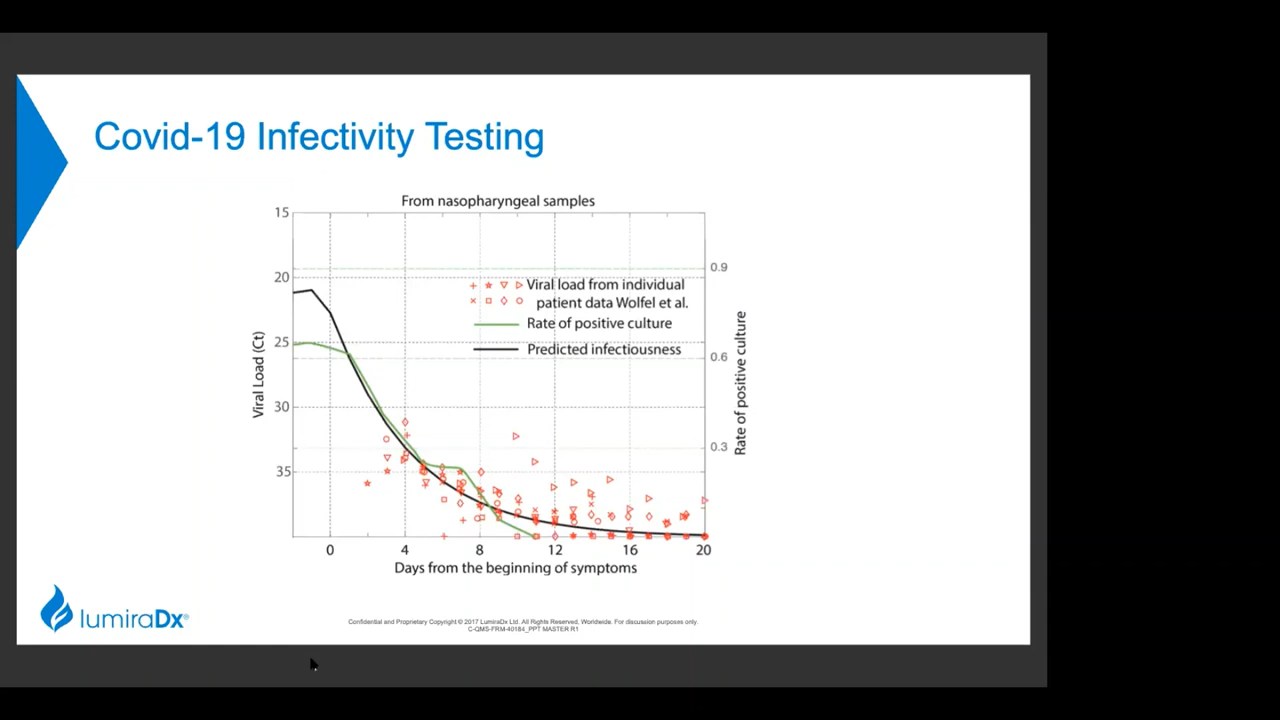 Covid-19 Infectivity Testing
From nasopharyngeal samples
15
20
25
30
35
Viral Load (Ct)
0.9
0.6
0.3
Rate of positive culture
Viral load from individual
patient data Wolfel et al.
Rate of positive culture
Predicted infectiousness
0 4 8 12 16 20
Days from the beginning of symptoms
lumiraDx®
Confidential and Proprietary Copyright © 2017 LumiraDx Ltd. All Rights Reserved, Worldwide. For discussion purposes only.
C-QMS-FRM-40184_PPT MASTER R1